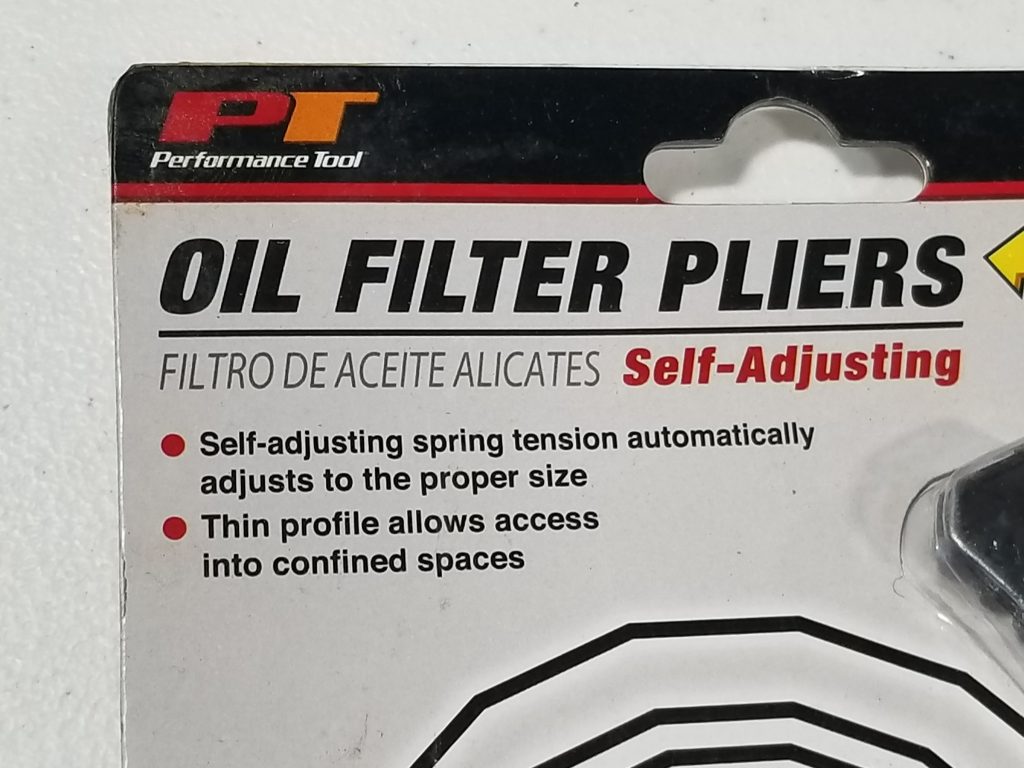 PT
Performance Tool
OIL FILTER PLIERS
FILTRO DE ACEITE ALICATES Self-Adjusting
Self-adjusting spring tension automatically
adjusts to the proper size
Thin profile allows access
into confined spaces